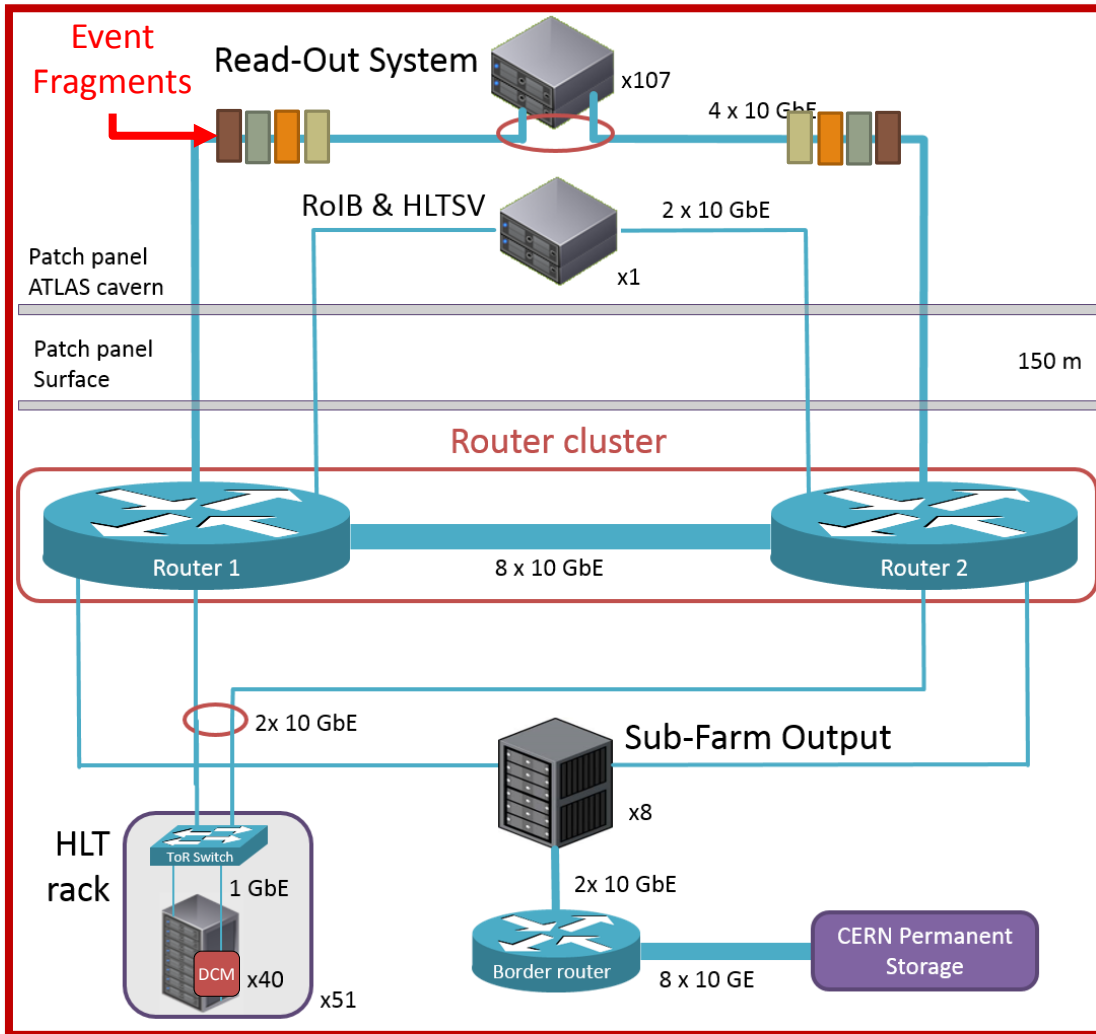 Event
Fragments
Read-Out System
x107
4 x 10 GbE
RoIB & HLTSV
2 x 10 GbE
x1
Patch panel
ATLAS cavern
Patch panel
Surface
150 m
Router cluster
Router 1
8 x 10 GbE
Router 2
2x 10 GbE
Sub-Farm Output
x8
HLT
rack
ToR Switch
1 GbE
DCM
x40
x51
2x 10 GbE
Border router
8 x 10 GE
CERN Permanent
Storage